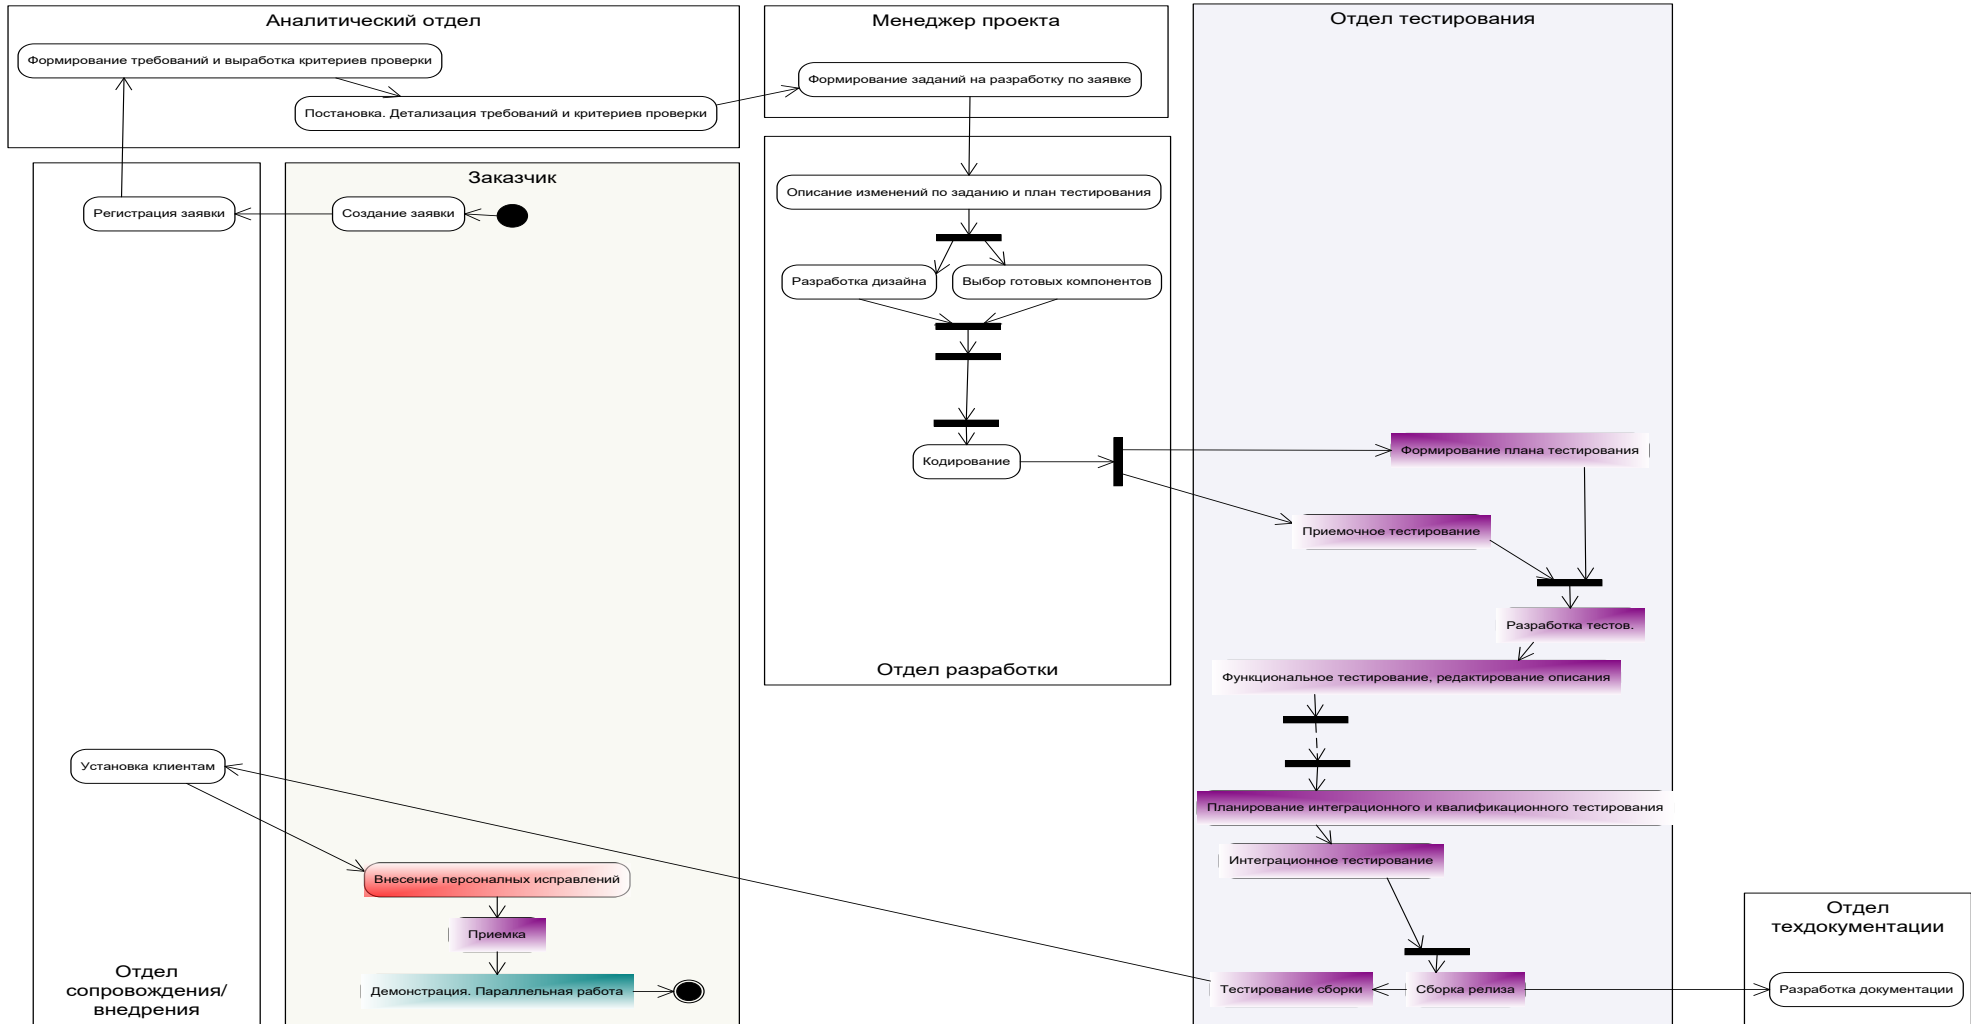 Аналитический отдел
Формирование требований и выработка критериев проверки
Постановка. Детализация требований и критериев проверки
Менеджер проекта
Формирование заданий на разработку по заявке
Отдел тестирования
Заказчик
Регистрация заявки
Создание заявки
Описание изменений по заданию и план тестирования
Разработка дизайна
Выбор готовых компонентов
Кодирование
Отдел разработки
Формирование плана тестирования
Приемочное тестирование
Разработка тестов.
Функциональное тестирование, редактирование описания
Планирование интеграционного и квалификационного тестирования
Интеграционное тестирование
Тестирование сборки
Сборка релиза
Установка клиентам
Внесение персоналных исправлений
Приемка
Демонстрация. Параллельная работа
Отдел
сопровождения/
внедрения
Отдел
техдокументации
Разработка документации